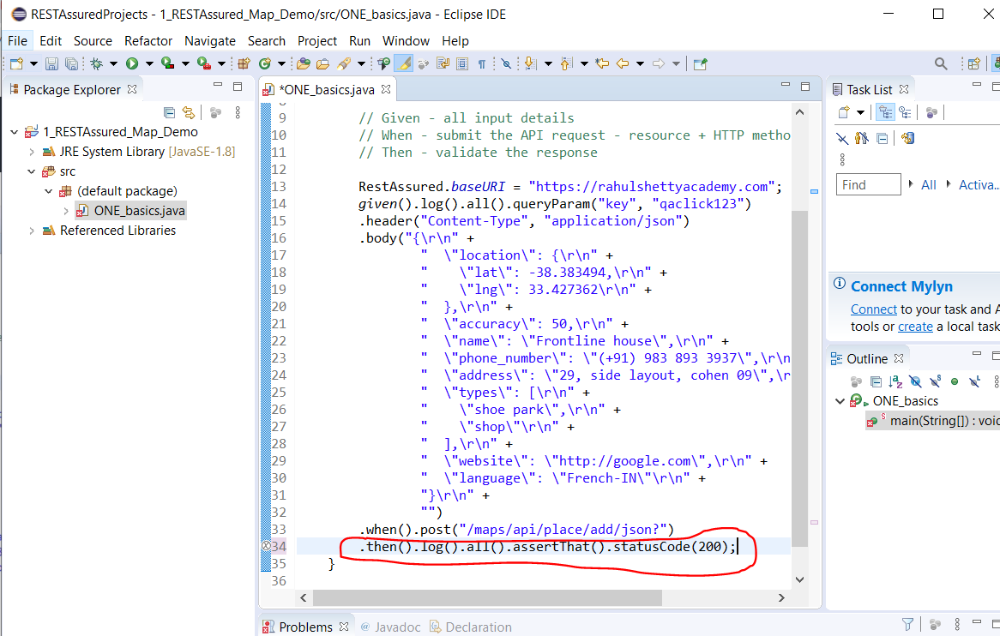 RESTAssuredProjects - 1_RESTAssured_Map_Demo/src/ONE_basics.java - Eclipse IDE
File Edit Source Refactor Navigate Search Project Run Window Help
Package Explorer
1_RESTAssured_Map_Demo
JRE System Library [JavaSE-1.8]
src
(default package)
ONE_basics.java
Referenced Libraries
*ONE_basics.java
9 // Given - all input details
10 // When - submit the API request - resource + HTTP metho
11 // Then - validate the response
12
13 RestAssured.baseURI = "https://rahulshettyacademy.com";
14 given().log().all().queryParam("key", "qaclick123")
15 .header("Content-Type", "application/json")
16 .body("{\r\n" +
17 "  \"location\": {\r\n" +
18 "    \"lat\": -38.383494,\r\n" +
19 "    \"lng\": 33.427362\r\n" +
20 "  },\r\n" +
21 "  \"accuracy\": 50,\r\n" +
22 "  \"name\": \"Frontline house\",\r\n" +
23 "  \"phone_number\": \"(+91) 983 893 3937\",\r\n
24 "  \"address\": \"29, side layout, cohen 09\",\r
25 "  \"types\": [\r\n" +
26 "    \"shoe park\",\r\n" +
27 "    \"shop\"\r\n" +
28 "  ],\r\n" +
29 "  \"website\": \"http://google.com\",\r\n" +
30 "  \"language\": \"French-IN\"\r\n" +
31 "}\r\n" +
32 "")
33 .when().post("/maps/api/place/add/json?")
34 .then().log().all().assertThat().statusCode(200);
35 }
36
Task List
Find All Activa...
Connect Mylyn
Connect to your task and A
tools or create a local task
Outline
ONE_basics
main(String[]) : void
Problems Javadoc Declaration